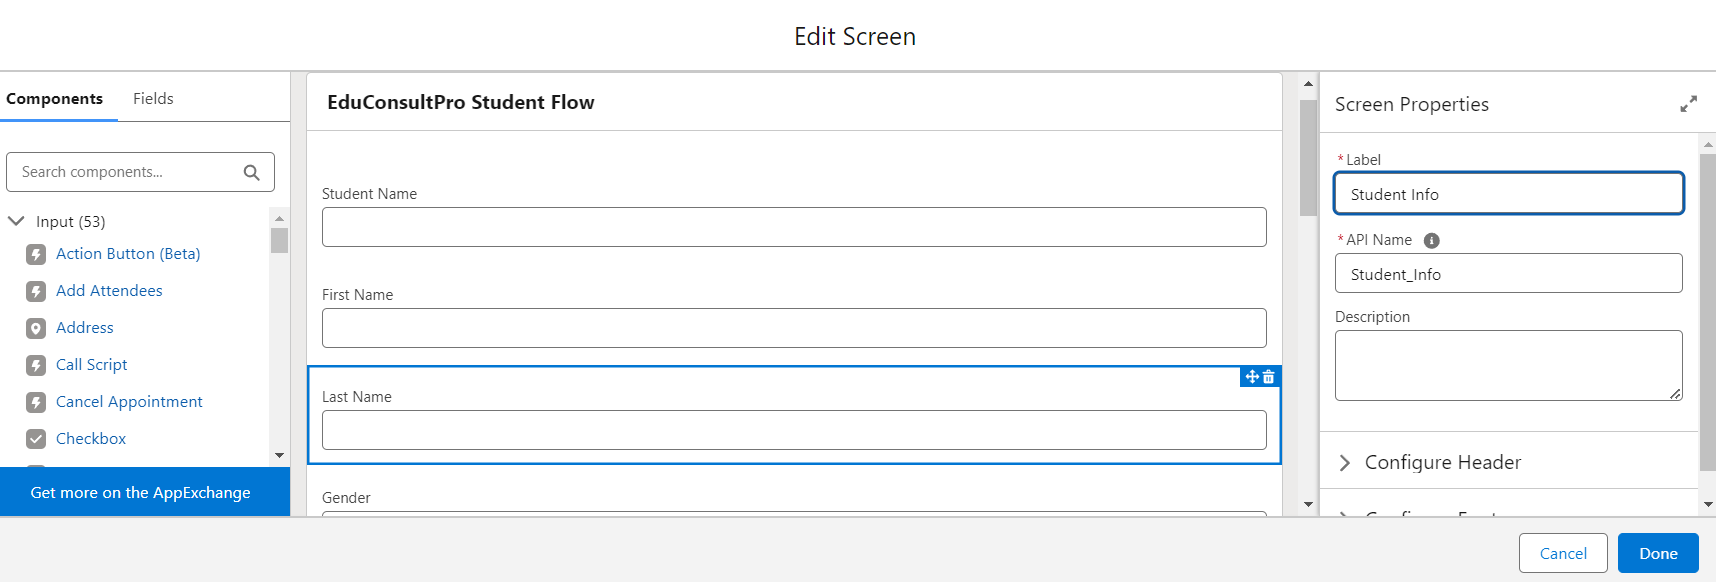 Edit Screen
Components
Fields
Search components...
Input (53)
Action Button (Beta)
Add Attendees
Address
Call Script
Cancel Appointment
Checkbox
Get more on the AppExchange
EduConsultPro Student Flow
Student Name
First Name
Last Name
Gender
Screen Properties
*Label
Student Info
*API Name
Student_Info
Description
Configure Header
Cancel
Done